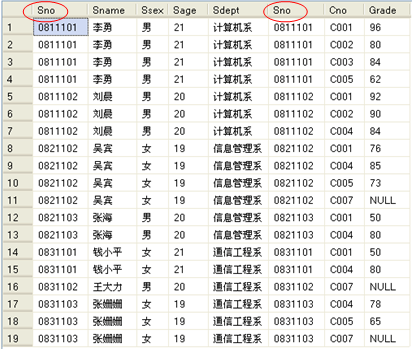 Sno Sname Ssex Sage Sdept Sno Cno Grade
1 0811101 李勇 男 21 计算机系 0811101 C001 96
2 0811101 李勇 男 21 计算机系 0811101 C002 80
3 0811101 李勇 男 21 计算机系 0811101 C003 84
4 0811101 李勇 男 21 计算机系 0811101 C005 62
5 0811102 刘晨 男 20 计算机系 0811102 C001 92
6 0811102 刘晨 男 20 计算机系 0811102 C002 90
7 0811102 刘晨 男 20 计算机系 0811102 C004 84
8 0821102 吴宾 女 19 信息管理系 0821102 C001 76
9 0821102 吴宾 女 19 信息管理系 0821102 C004 85
10 0821102 吴宾 女 19 信息管理系 0821102 C005 73
11 0821102 吴宾 女 19 信息管理系 0821102 C007 NULL
12 0821103 张海 男 20 信息管理系 0821103 C001 50
13 0821103 张海 男 20 信息管理系 0821103 C004 80
14 0831101 钱小平 女 21 通信工程系 0831101 C001 50
15 0831101 钱小平 女 21 通信工程系 0831101 C004 80
16 0831102 王大力 男 20 通信工程系 0831102 C007 NULL
17 0831103 张姗姗 女 19 通信工程系 0831103 C004 78
18 0831103 张姗姗 女 19 通信工程系 0831103 C005 65
19 0831103 张姗姗 女 19 通信工程系 0831103 C007 NULL